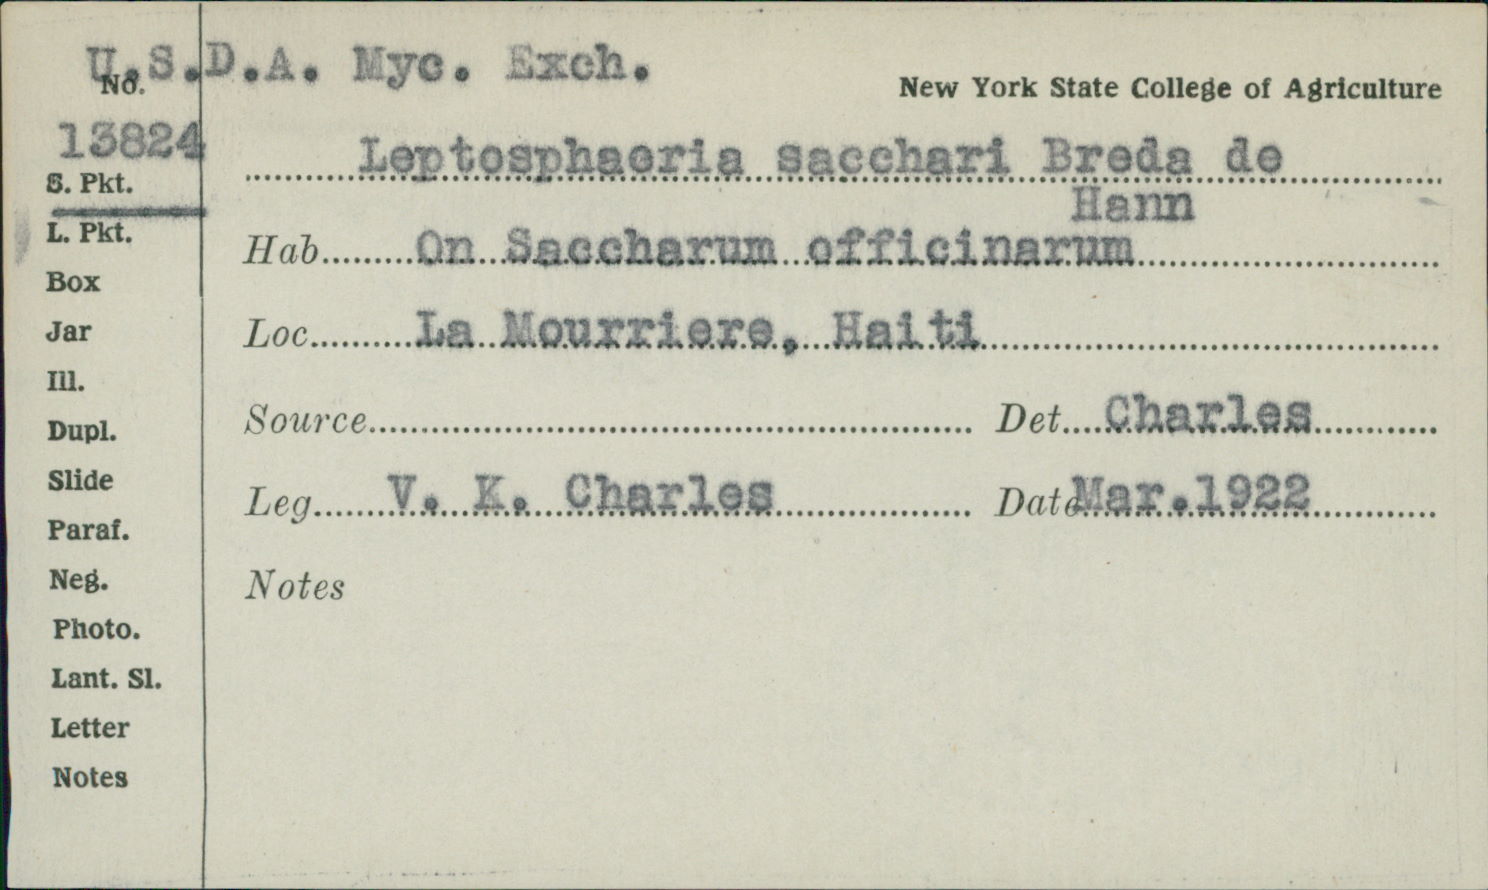 U.S.D.A. Myc. Exch.
No.
New York State College of Agriculture
13824
Leptosphaeria sacchari Breda de
Hann
S. Pkt.
L. Pkt.
Hab. On Saccharum officinarum
Box
Jar
Loc. La Mourriere, Haiti
Ill.
Dupl.
Source Det. Charles
Slide
Leg. V. K. Charles Date Mar.1922
Paraf.
Neg.
Notes
Photo.
Lant. Sl.
Letter
Notes